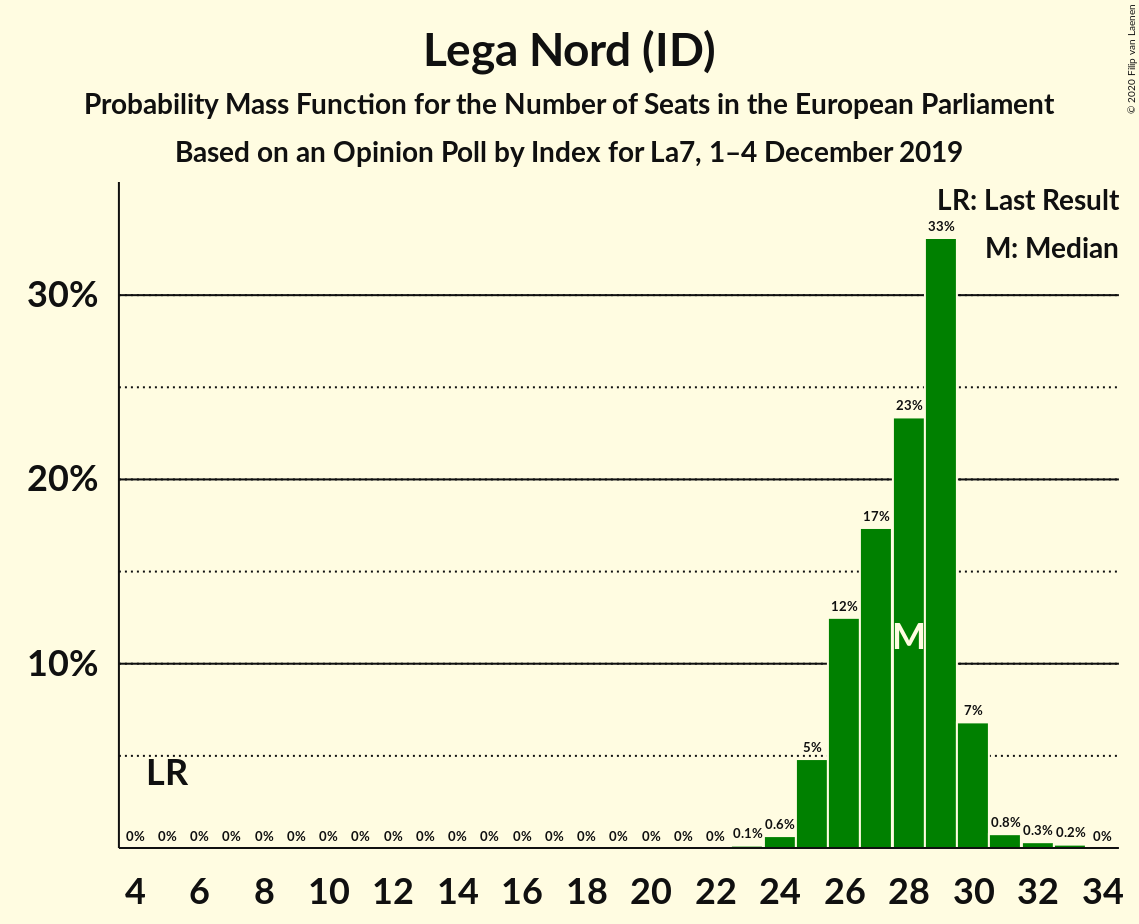 Lega Nord (ID)
Probability Mass Function for the Number of Seats in the European Parliament
Based on an Opinion Poll by Index for La7, 1–4 December 2019
© 2020 Filip van Laenen
LR: Last Result
M: Median
33%
30%
23%
20%
17%
12%
M
10%
7%
5%
LR
0% 0% 0% 0% 0% 0% 0% 0% 0% 0% 0% 0% 0% 0% 0% 0% 0% 0% 0% 0.1% 0.6% 0.8% 0.3% 0.2% 0%
4 6 8 10 12 14 16 18 20 22 24 26 28 30 32 34